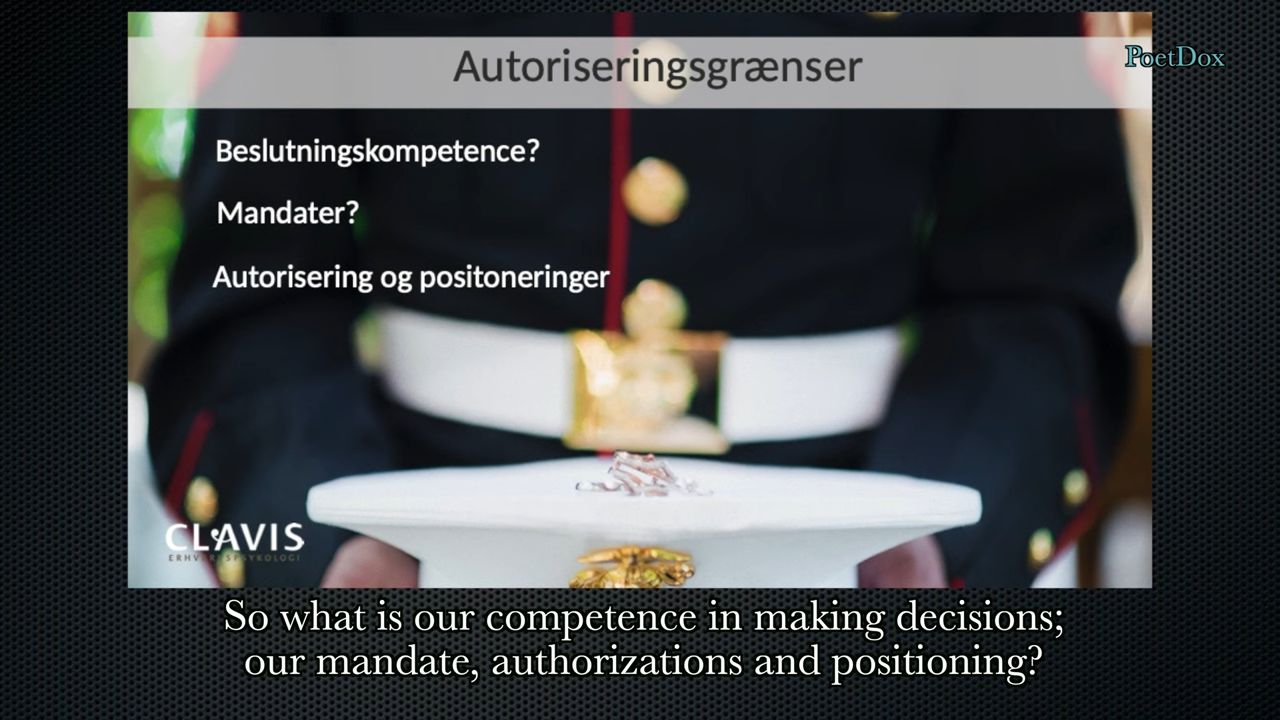 Autoriseringsgrænser
PoetDox
Beslutningskompetence?
Mandater?
Autorisering og positoneringer
CLAVIS
ERHVERVSPSYKOLOGI
So what is our competence in making decisions;
our mandate, authorizations and positioning?